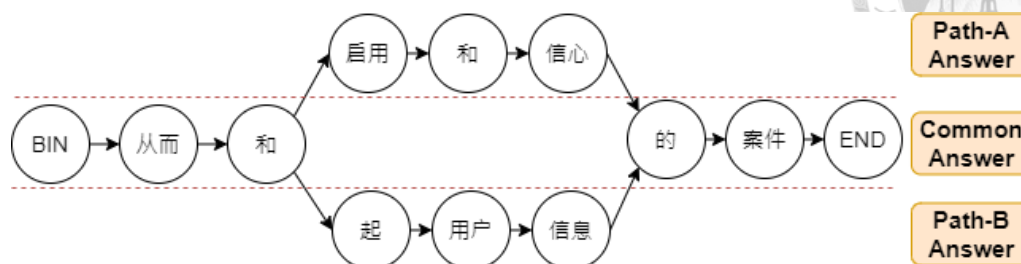 启用 和 信心
Path-A
Answer
BIN 从而 和 的 案件 END
Common
Answer
起 用户 信息
Path-B
Answer